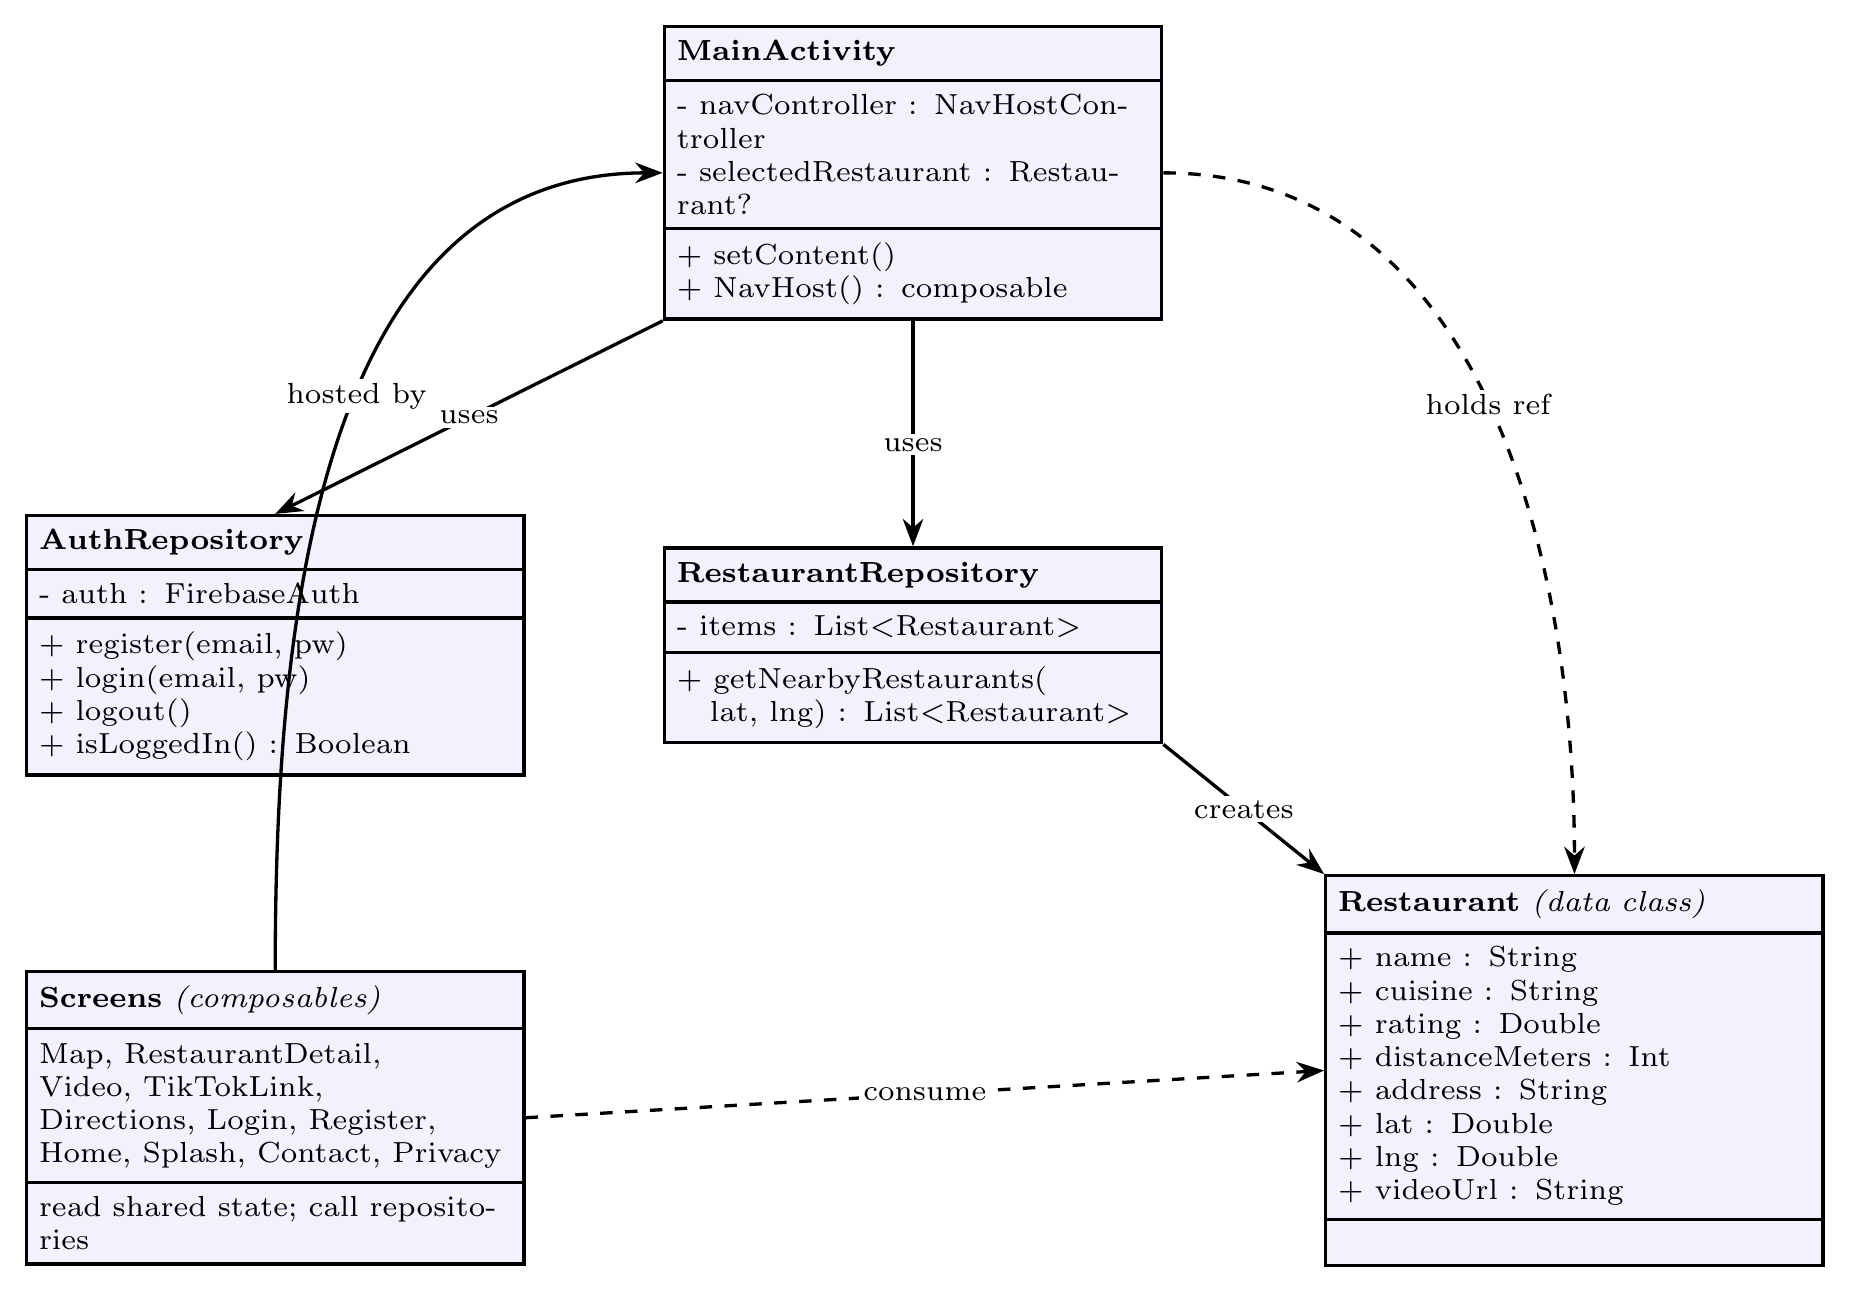 MainActivity
- navController : NavHostCon-
troller
- selectedRestaurant : Restau-
rant?
+ setContent()
+ NavHost() : composable
hosted by
uses
uses
holds ref
AuthRepository
- auth : FirebaseAuth
+ register(email, pw)
+ login(email, pw)
+ logout()
+ isLoggedIn() : Boolean
RestaurantRepository
- items : List<Restaurant>
+ getNearbyRestaurants(
lat, lng) : List<Restaurant>
creates
Screens (composables)
Map, RestaurantDetail,
Video, TikTokLink,
Directions, Login, Register,
Home, Splash, Contact, Privacy
read shared state; call reposito-
ries
consume
Restaurant (data class)
+ name : String
+ cuisine : String
+ rating : Double
+ distanceMeters : Int
+ address : String
+ lat : Double
+ lng : Double
+ videoUrl : String